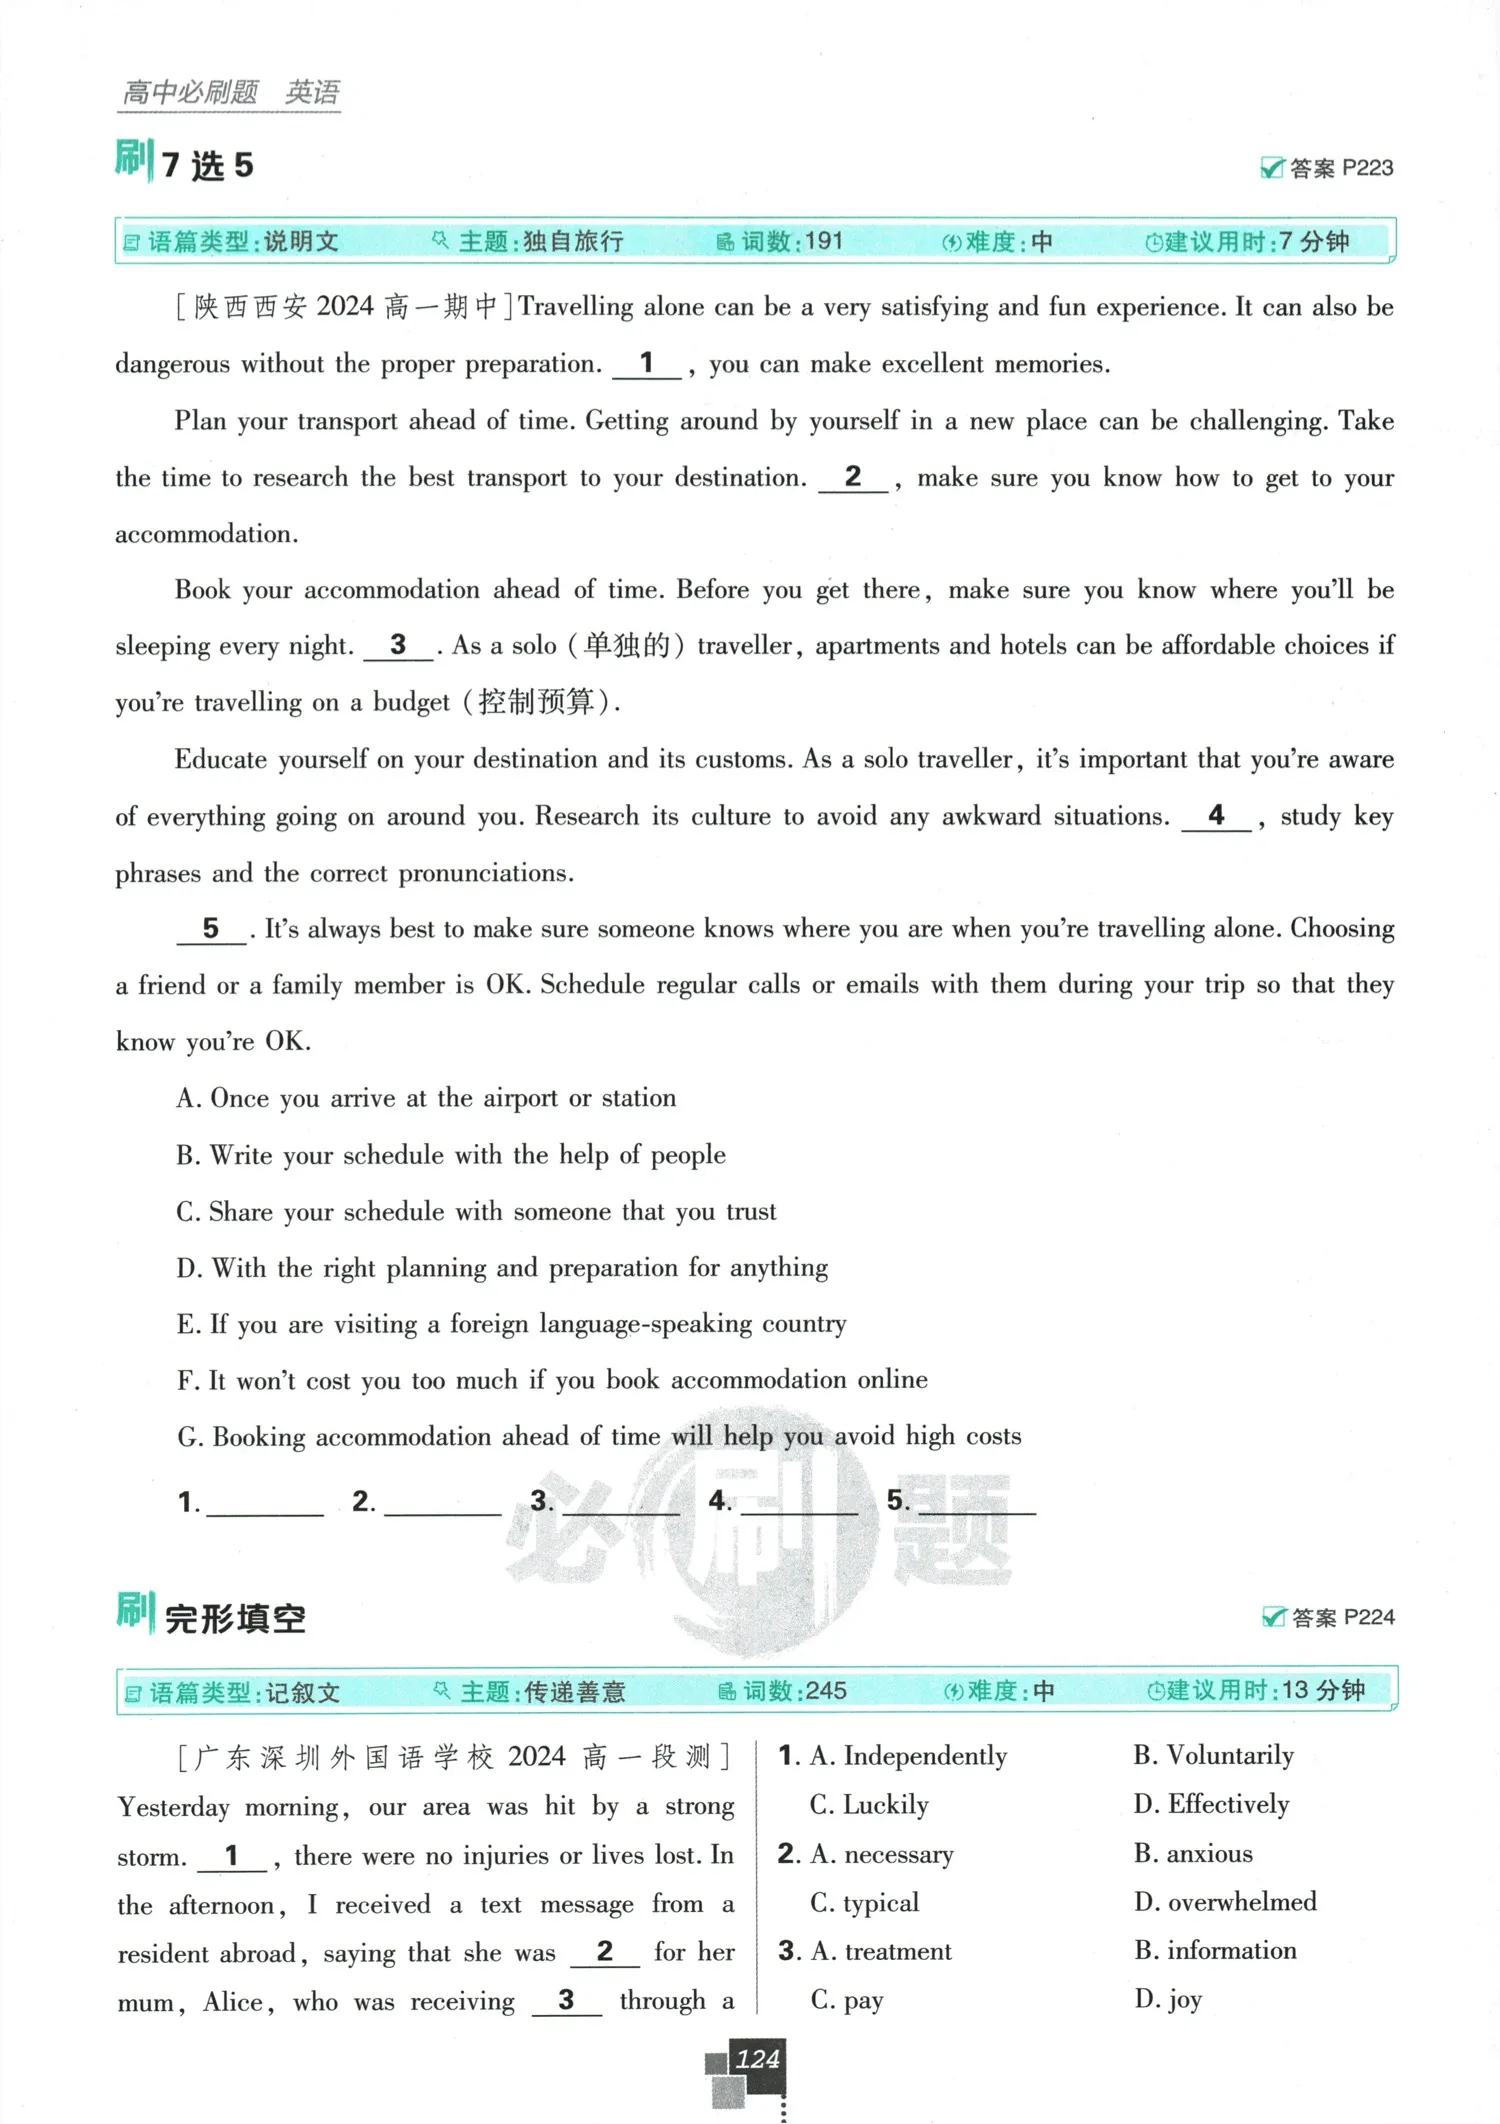 高中必刷题 英语
刷 7 选 5
答案 P223
语篇类型:说明文 主题:独自旅行 词数:191 难度:中 建议用时:7 分钟
[陕西西安 2024 高一期中]Travelling alone can be a very satisfying and fun experience. It can also be
dangerous without the proper preparation. 1 , you can make excellent memories.
Plan your transport ahead of time. Getting around by yourself in a new place can be challenging. Take
the time to research the best transport to your destination. 2 , make sure you know how to get to your
accommodation.
Book your accommodation ahead of time. Before you get there, make sure you know where you'll be
sleeping every night. 3 . As a solo (单独的) traveller, apartments and hotels can be affordable choices if
you're travelling on a budget (控制预算).
Educate yourself on your destination and its customs. As a solo traveller, it's important that you're aware
of everything going on around you. Research its culture to avoid any awkward situations. 4 , study key
phrases and the correct pronunciations.
5 . It's always best to make sure someone knows where you are when you're travelling alone. Choosing
a friend or a family member is OK. Schedule regular calls or emails with them during your trip so that they
know you're OK.
A. Once you arrive at the airport or station
B. Write your schedule with the help of people
C. Share your schedule with someone that you trust
D. With the right planning and preparation for anything
E. If you are visiting a foreign language-speaking country
F. It won't cost you too much if you book accommodation online
G. Booking accommodation ahead of time will help you avoid high costs
1. 2. 3. 4. 5.
必刷题
刷 完形填空
答案 P224
语篇类型:记叙文 主题:传递善意 词数:245 难度:中 建议用时:13 分钟
[广东深圳外国语学校 2024 高一段测]
Yesterday morning, our area was hit by a strong
storm. 1 , there were no injuries or lives lost. In
the afternoon, I received a text message from a
resident abroad, saying that she was 2 for her
mum, Alice, who was receiving 3 through a
1. A. Independently B. Voluntarily
C. Luckily D. Effectively
2. A. necessary B. anxious
C. typical D. overwhelmed
3. A. treatment B. information
C. pay D. joy
124